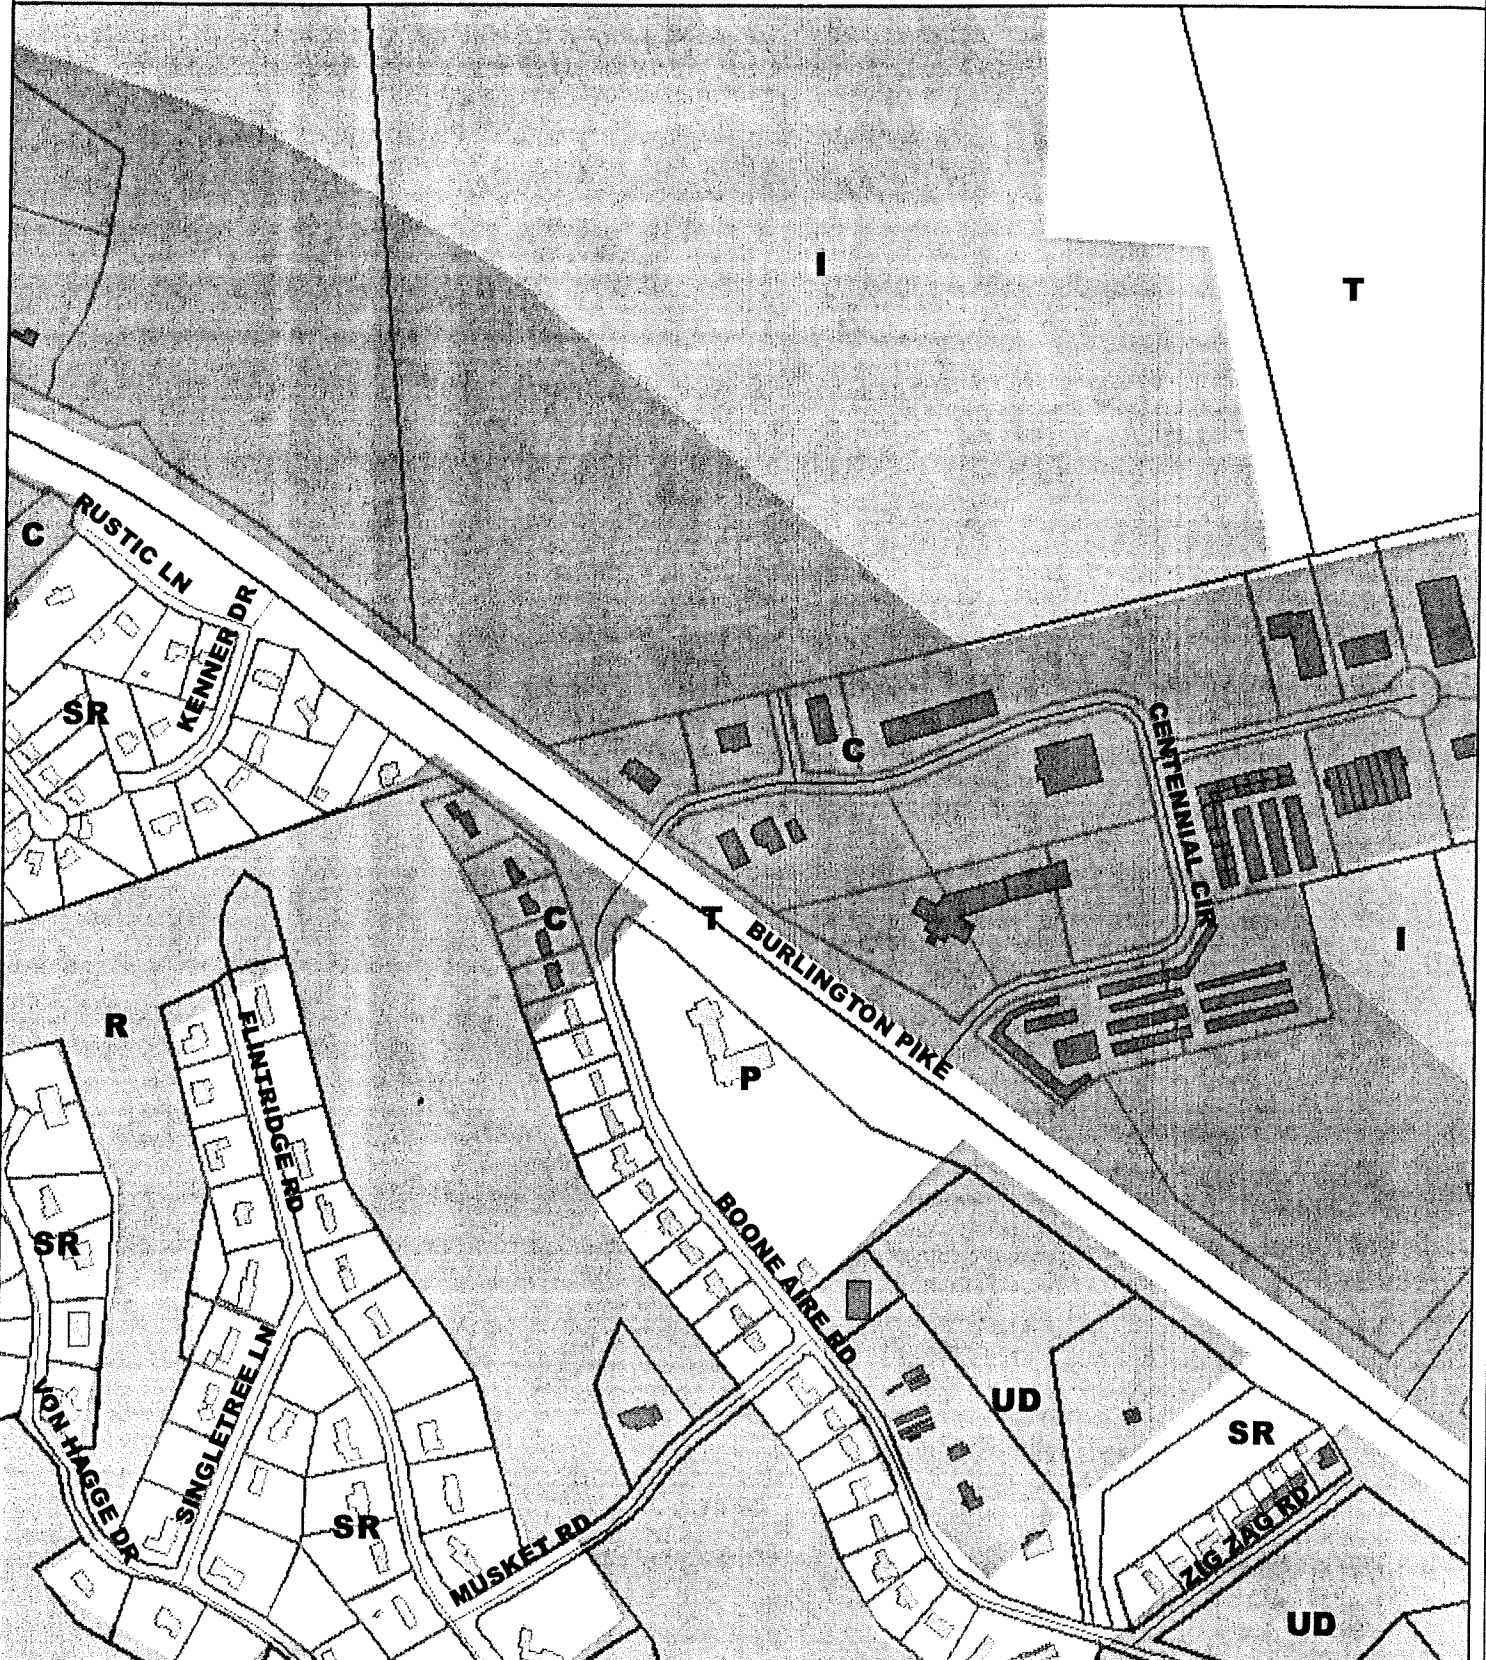 I
T
C
RUSTIC LN
KENNER DR
SR
C
CENTENNIAL CIR
C
T
BURLINGTON PIKE
I
R
FLINTRIDGE RD
P
SR
BOONE AIRE RD
UD
SR
VON HAGGE DR
SINGLETREE LN
SR
MUSKET RD
ZIG ZAG RD
UD